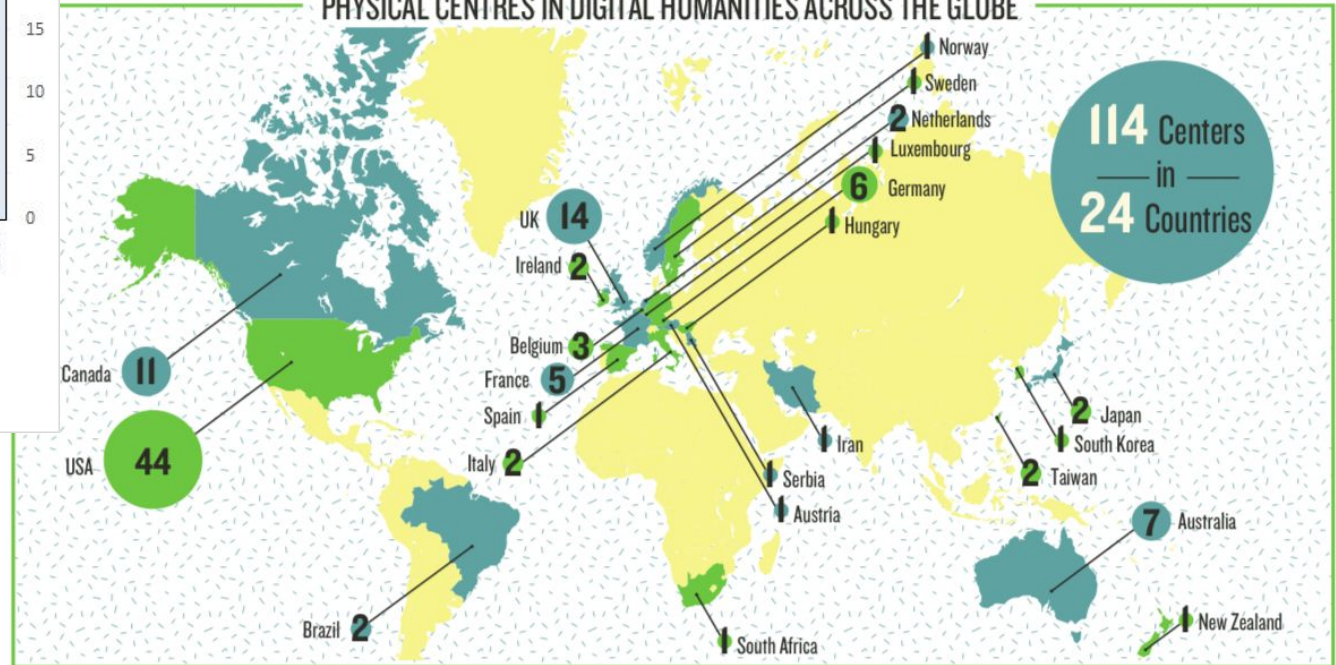 PHYSICAL CENTRES IN DIGITAL HUMANITIES ACROSS THE GLOBE
15
10
5
0
1 Norway
1 Sweden
2 Netherlands
1 Luxembourg
6 Germany
1 Hungary
114 Centers
in
24 Countries
UK 14
Ireland 2
Belgium 3
France 5
Spain 1
Italy 2
Canada 11
USA 44
Brazil 2
1 Iran
1 Serbia
1 Austria
1 South Africa
2 Japan
1 South Korea
2 Taiwan
7 Australia
1 New Zealand